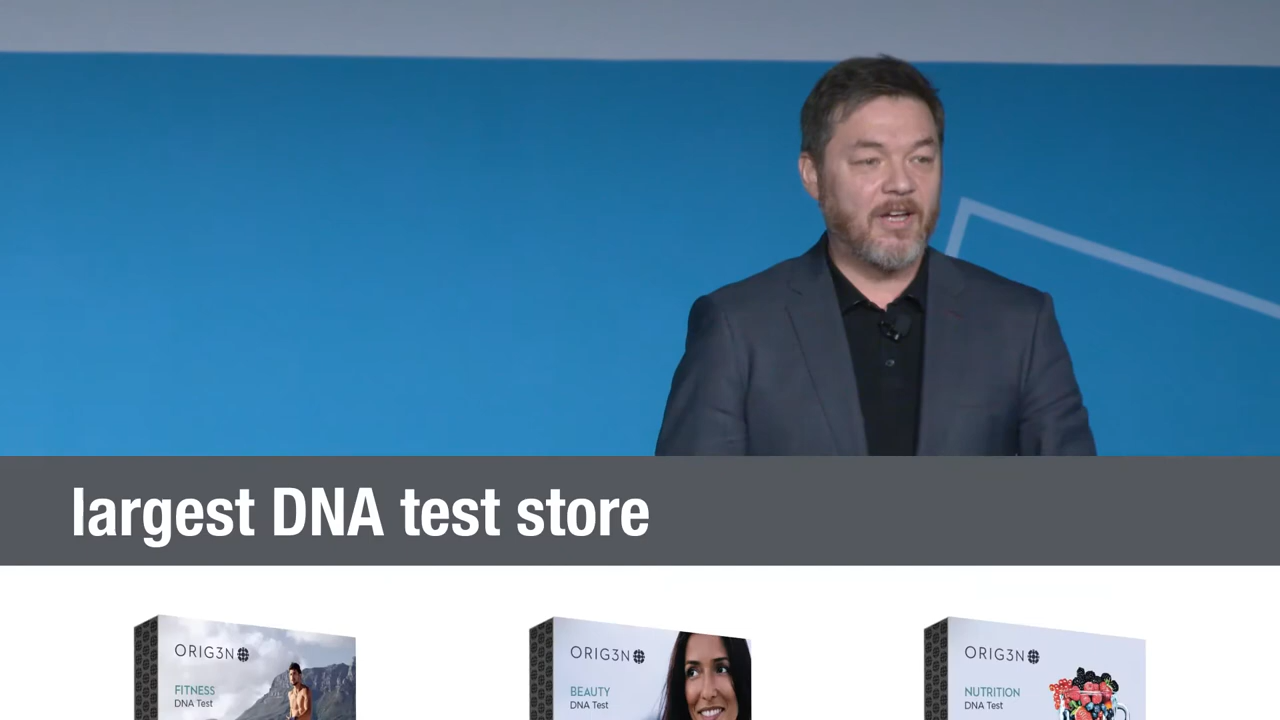 largest DNA test store
ORIG3N
FITNESS
DNA Test
ORIG3N
BEAUTY
DNA Test
ORIG3N
NUTRITION
DNA Test